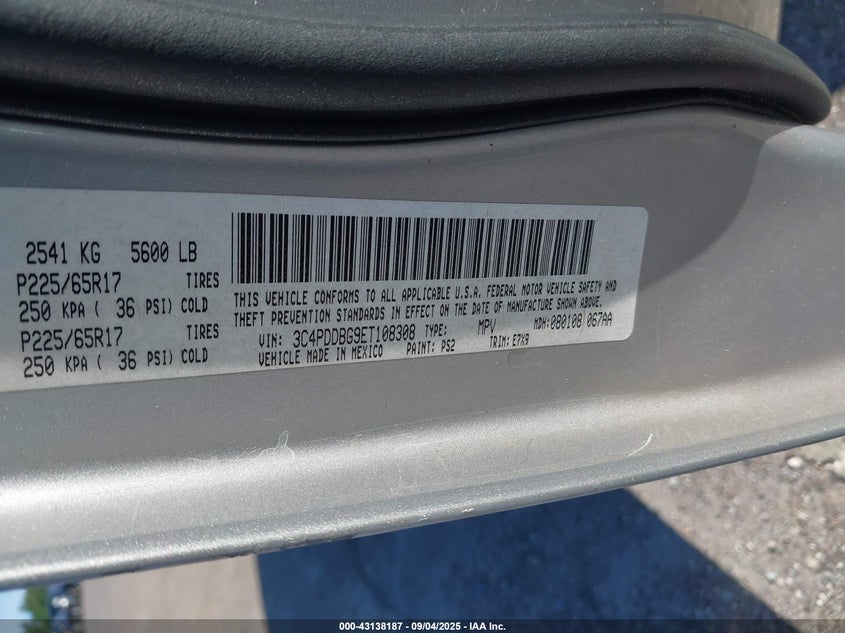 2541 KG 5600 LB
P225/65R17 TIRES
250 KPA ( 36 PSI) COLD
P225/65R17 TIRES
250 KPA ( 36 PSI) COLD
THIS VEHICLE CONFORMS TO ALL APPLICABLE U.S.A. FEDERAL MOTOR VEHICLE SAFETY AND
THEFT PREVENTION STANDARDS IN EFFECT ON THE DATE OF MANUFACTURE SHOWN ABOVE.
VIN: 3C4PDDBG9ET108308 TYPE: MPV MDH: 080108 067AA
VEHICLE MADE IN MEXICO PAINT: PS2 TRIM: E7X9
000-43138187 - 09/04/2025 - IAA Inc.